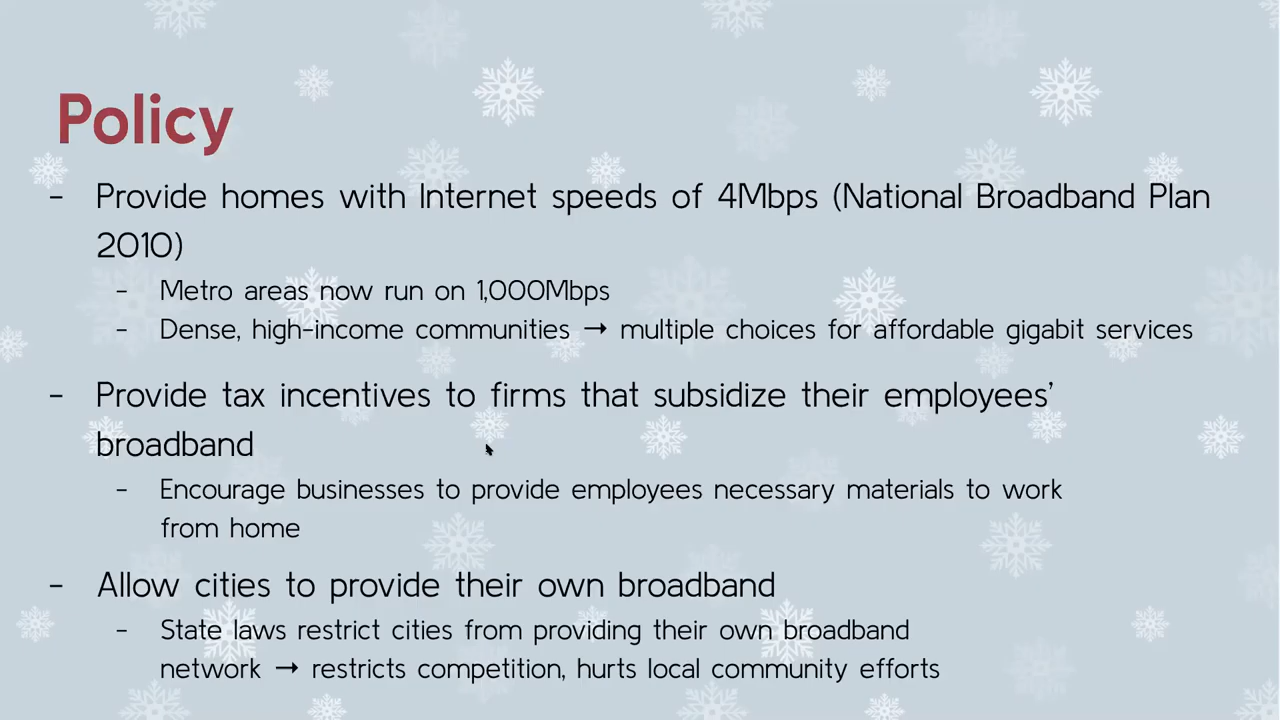 Policy
- Provide homes with Internet speeds of 4Mbps (National Broadband Plan
2010)
- Metro areas now run on 1,000Mbps
- Dense, high-income communities → multiple choices for affordable gigabit services
- Provide tax incentives to firms that subsidize their employees'
broadband
- Encourage businesses to provide employees necessary materials to work
from home
- Allow cities to provide their own broadband
- State laws restrict cities from providing their own broadband
network → restricts competition, hurts local community efforts